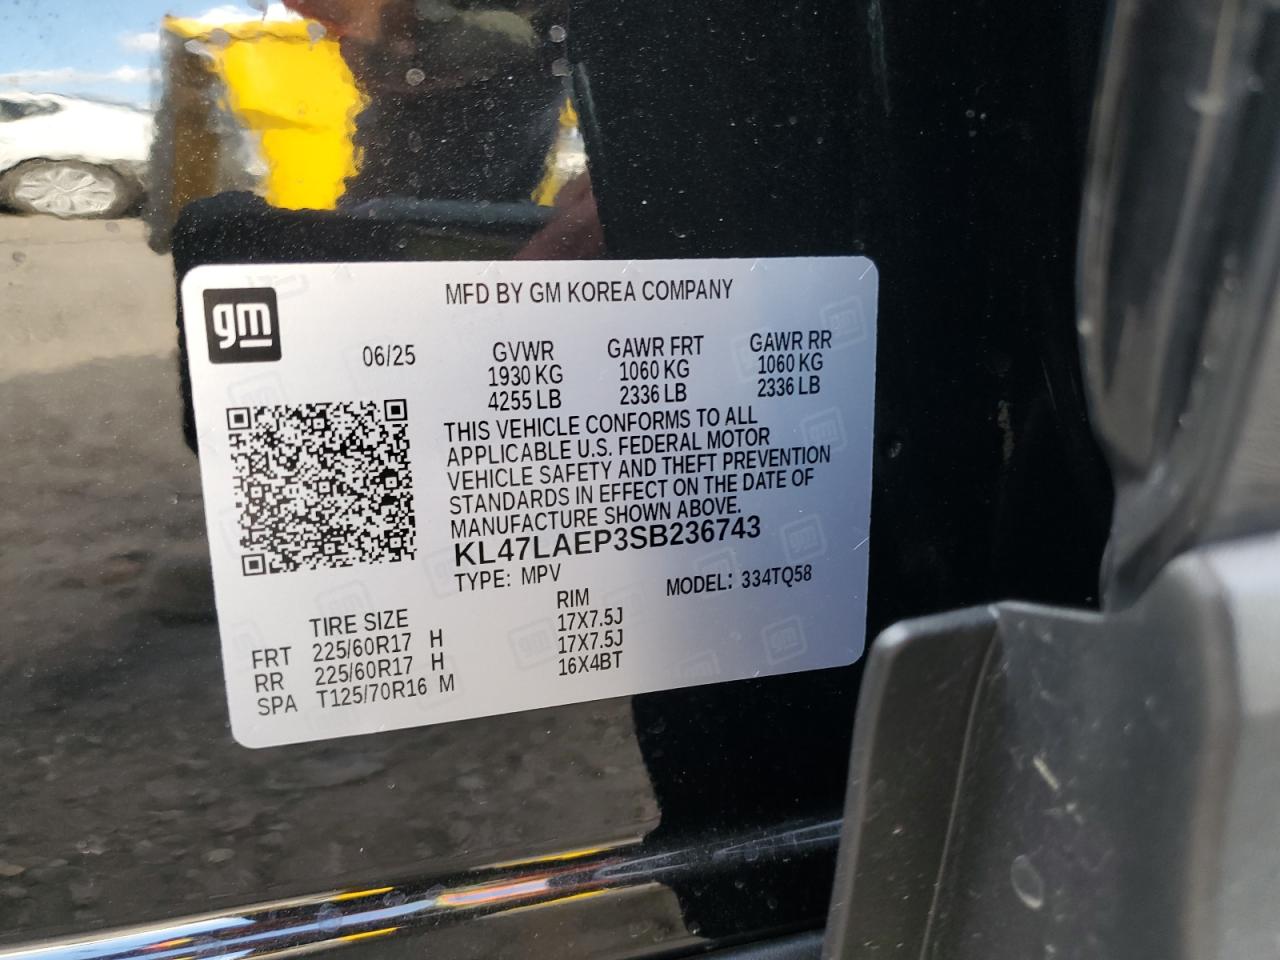 gm
MFD BY GM KOREA COMPANY
06/25 GVWR GAWR FRT GAWR RR
1930 KG 1060 KG 1060 KG
4255 LB 2336 LB 2336 LB
THIS VEHICLE CONFORMS TO ALL
APPLICABLE U.S. FEDERAL MOTOR
VEHICLE SAFETY AND THEFT PREVENTION
STANDARDS IN EFFECT ON THE DATE OF
MANUFACTURE SHOWN ABOVE.
KL47LAEP3SB236743
TYPE: MPV MODEL: 334TQ58
TIRE SIZE RIM
FRT 225/60R17 H 17X7.5J
RR 225/60R17 H 17X7.5J
SPA T125/70R16 M 16X4BT